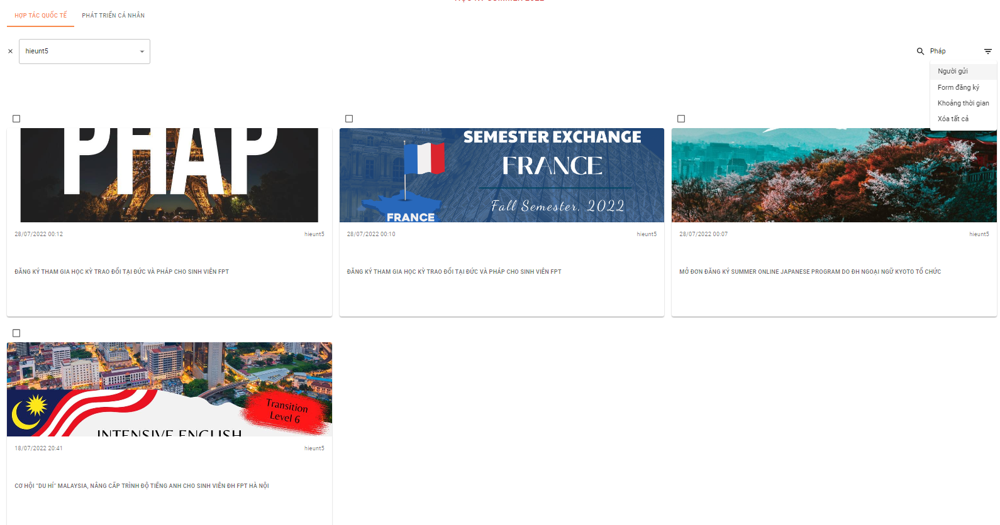 HỢP TÁC QUỐC TẾ
PHÁT TRIỂN CÁ NHÂN
hieunt5
Pháp
Người gửi
Form đăng ký
Khoảng thời gian
Xóa tất cả
PHÁP
28/07/2022 00:12
hieunt5
ĐĂNG KÝ THAM GIA HỌC KỲ TRAO ĐỔI TẠI ĐỨC VÀ PHÁP CHO SINH VIÊN FPT
SEMESTER EXCHANGE
FRANCE
Fall Semester, 2022
FRANCE
28/07/2022 00:10
hieunt5
ĐĂNG KÝ THAM GIA HỌC KỲ TRAO ĐỔI TẠI ĐỨC VÀ PHÁP CHO SINH VIÊN FPT
28/07/2022 00:07
hieunt5
MỞ ĐƠN ĐĂNG KÝ SUMMER ONLINE JAPANESE PROGRAM DO ĐH NGOẠI NGỮ KYOTO TỔ CHỨC
Transition
Level 6
INTENSIVE ENGLISH
18/07/2022 20:41
hieunt5
CƠ HỘI "DU HÍ" MALAYSIA, NÂNG CẤP TRÌNH ĐỘ TIẾNG ANH CHO SINH VIÊN ĐH FPT HÀ NỘI